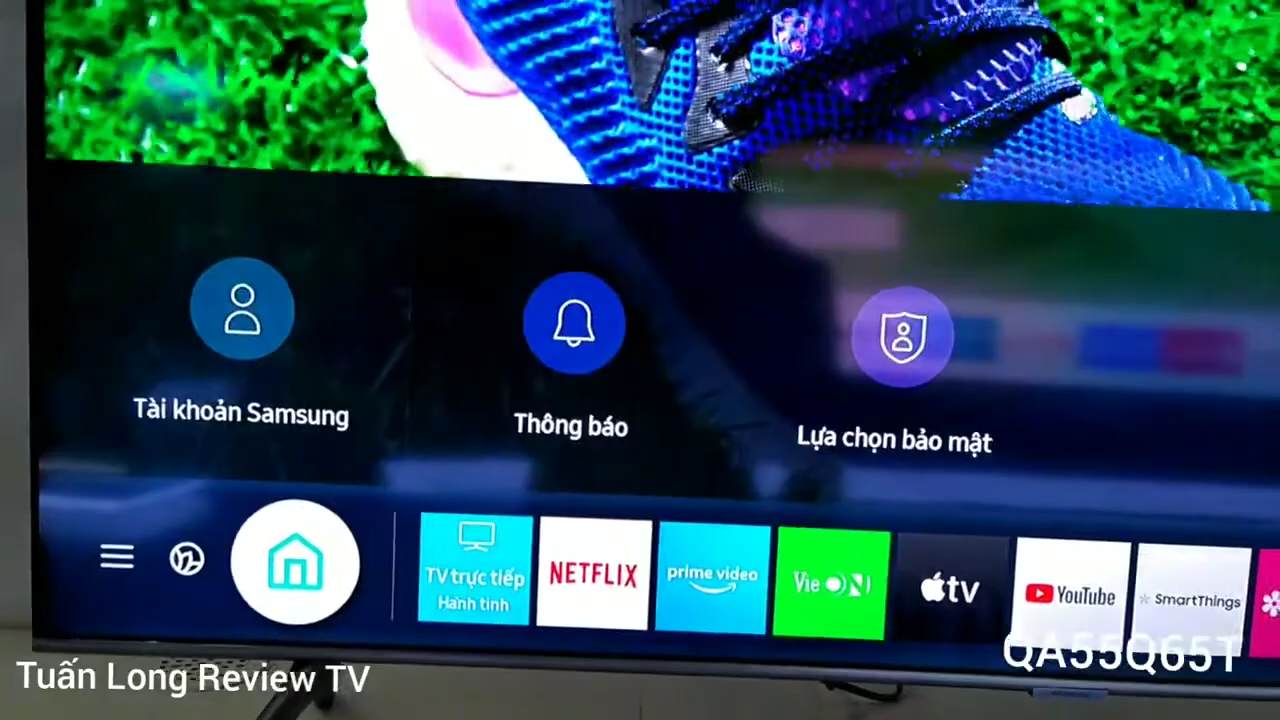 Tài khoản Samsung
Thông báo
Lựa chọn bảo mật
TV trực tiếp
Hành tinh
NETFLIX
prime video
VieON
tv
YouTube
SmartThings
QA55Q65T
Tuấn Long Review TV